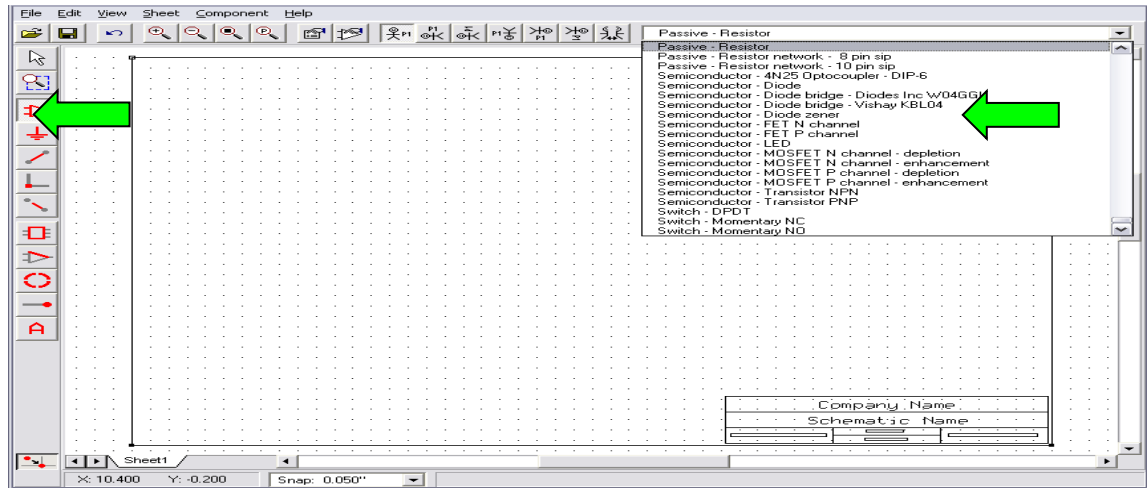 File Edit View Sheet Component Help
Passive - Resistor
Passive - Resistor
Passive - Resistor network - 8 pin sip
Passive - Resistor network - 10 pin sip
Semiconductor - 4N25 Optocoupler - DIP-6
Semiconductor - Diode
Semiconductor - Diode bridge - Diodes Inc
Semiconductor - Diode bridge - Vishay KBL04
Semiconductor - Diode zener
Semiconductor - FET N channel
Semiconductor - FET P channel
Semiconductor - LED
Semiconductor - MOSFET N channel - depletion
Semiconductor - MOSFET N channel - enhancement
Semiconductor - MOSFET P channel - depletion
Semiconductor - MOSFET P channel - enhancement
Semiconductor - Transistor NPN
Semiconductor - Transistor PNP
Switch - DPDT
Switch - Momentary NC
Switch - Momentary NO
A
Company Name
Schematic Name
Sheet1
X: 10.400 Y: -0.200 Snap: 0.050"